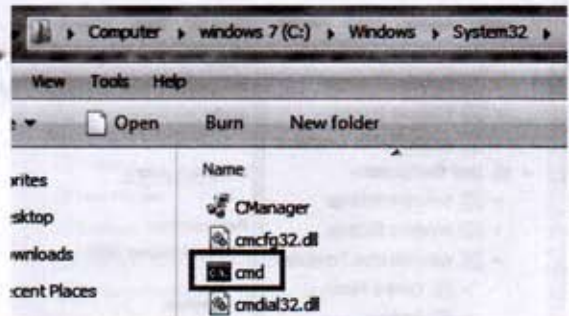 Computer ▸ windows 7 (C:) ▸ Windows ▸ System32 ▸
View Tools Help
Open Burn New folder
Name
rites
CManager
sktop
cmcfg32.dll
wnloads
cmd
cent Places
cmdial32.dll